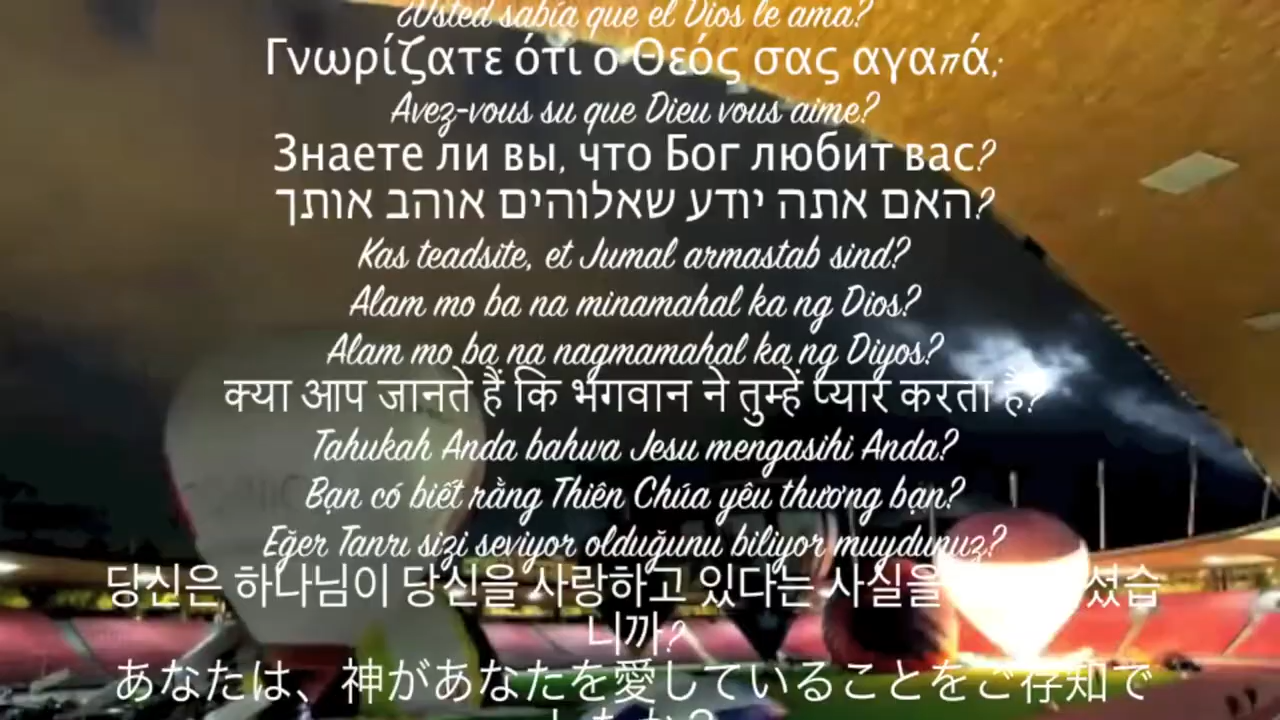 ¿Usted sabía que el Dios le ama?
Γνωρίζατε ότι ο Θεός σας αγαπά;
Avez-vous su que Dieu vous aime?
Знаете ли вы, что Бог любит вас?
האם אתה יודע שאלוהים אוהב אותך?
Kas teadsite, et Jumal armastab sind?
Alam mo ba na minamahal ka ng Dios?
Alam mo ba na nagmamahal ka ng Diyos?
क्या आप जानते हैं कि भगवान ने तुम्हें प्यार करता है?
Tahukah Anda bahwa Jesu mengasihi Anda?
Bạn có biết rằng Thiên Chúa yêu thương bạn?
Eğer Tanrı sizi seviyor olduğunu biliyor muydunuz?
당신은 하나님이 당신을 사랑하고 있다는 사실을 셨습
니까?
あなたは、神があなたを愛していることをご存知で